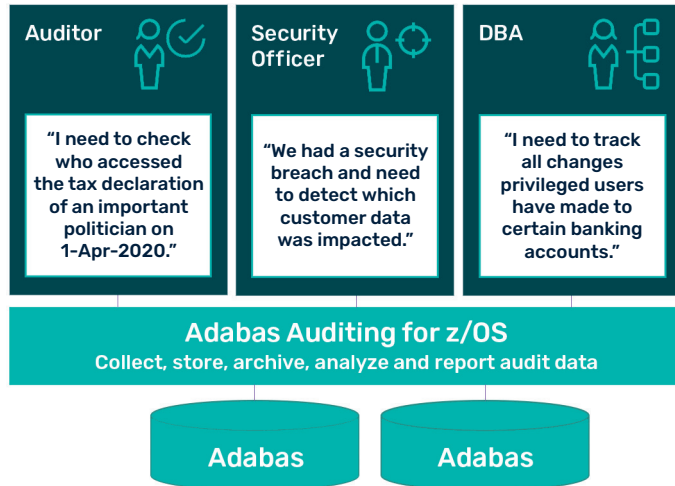 Auditor
“I need to check
who accessed
the tax declaration
of an important
politician on
1-Apr-2020.”
Security
Officer
“We had a security
breach and need
to detect which
customer data
was impacted.”
DBA
“I need to track
all changes
privileged users
have made to
certain banking
accounts.”
Adabas Auditing for z/OS
Collect, store, archive, analyze and report audit data
Adabas
Adabas